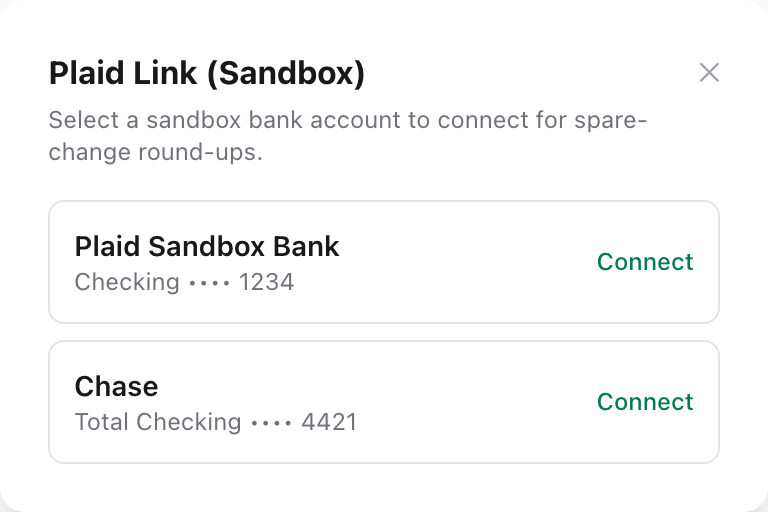 Plaid Link (Sandbox)
Select a sandbox bank account to connect for spare-
change round-ups.
Plaid Sandbox Bank
Checking •••• 1234
Connect
Chase
Total Checking •••• 4421
Connect